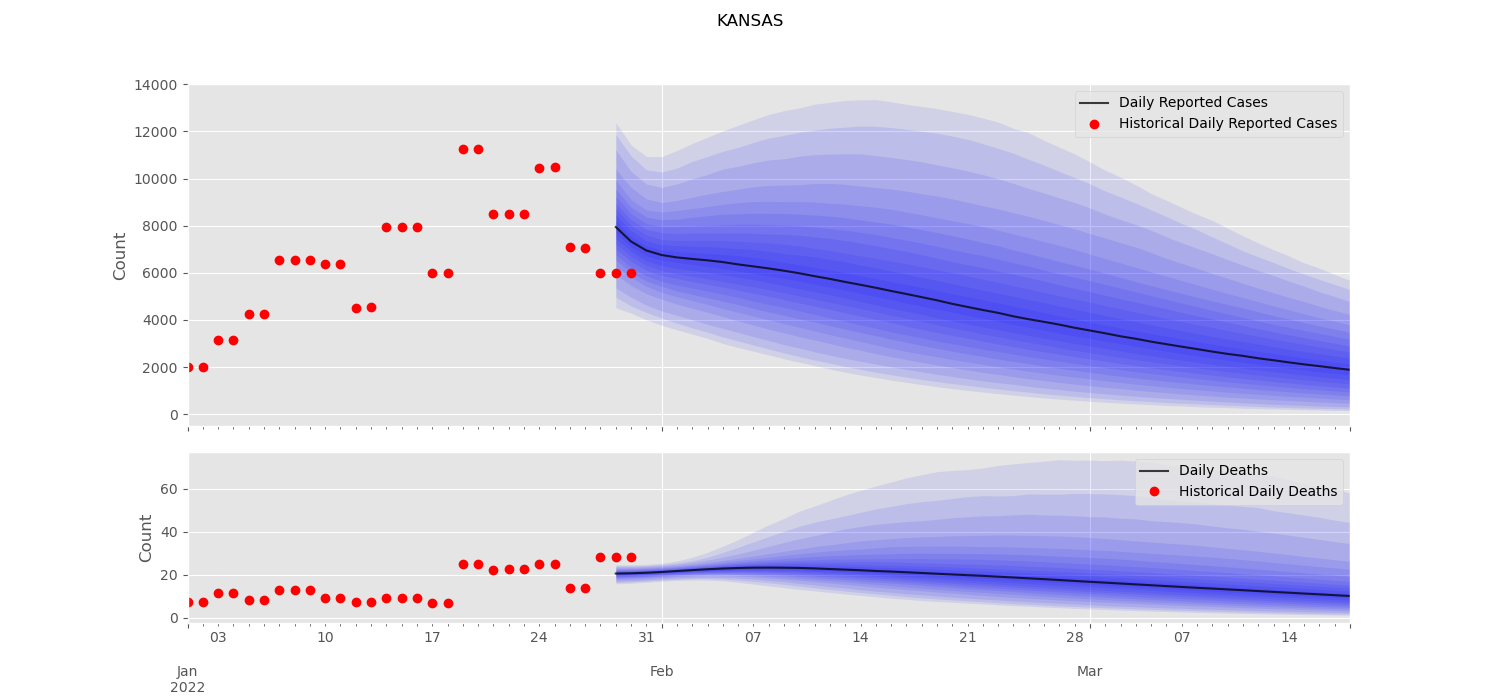 KANSAS
14000
12000
10000
8000
6000
4000
2000
0
Count
Daily Reported Cases
Historical Daily Reported Cases
60
40
20
0
Count
Daily Deaths
Historical Daily Deaths
03 10 17 24 31 07 14 21 28 07 14
Jan Feb Mar
2022